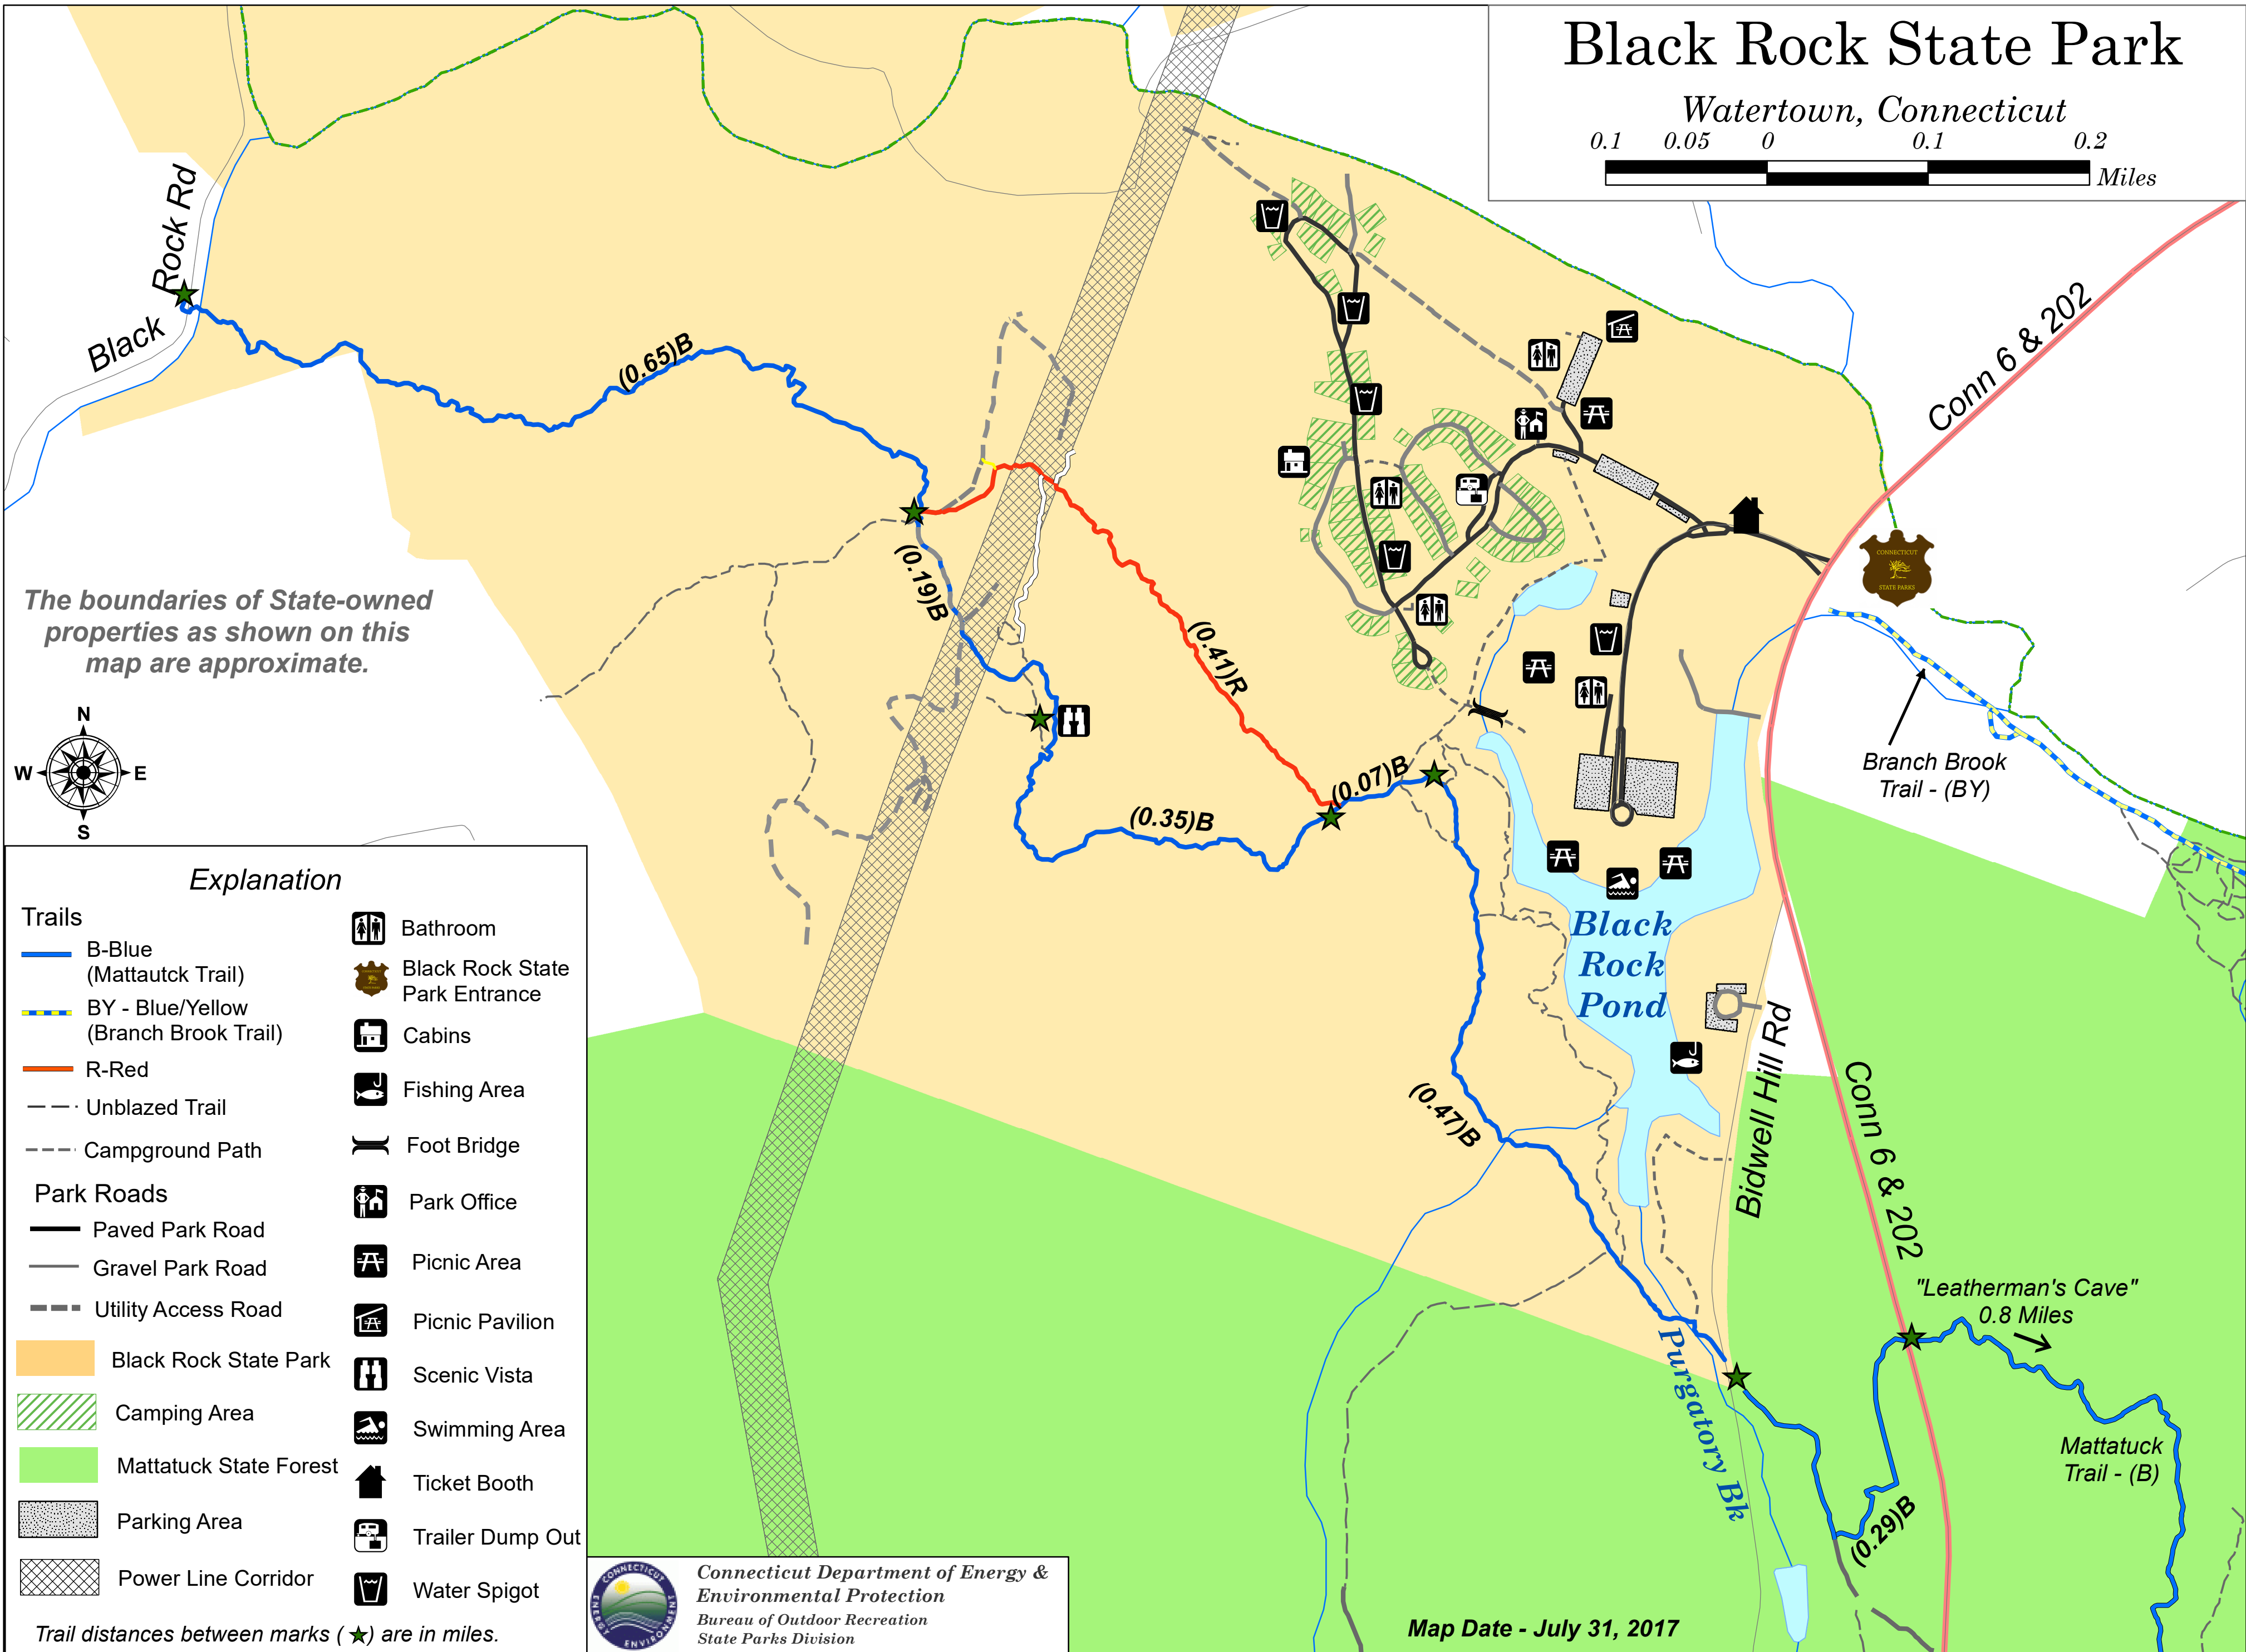 Black Rock State Park
Watertown, Connecticut
0.1 0.05 0 0.1 0.2
Miles
Rock Rd
Black
(0.65)B
Conn 6 & 202
(0.19)B
(0.41)R
CONNECTICUT
STATE PARKS
The boundaries of State-owned
properties as shown on this
map are approximate.
N
W E
S
Branch Brook
Trail - (BY)
(0.07)B
(0.35)B
Black
Rock
Pond
Bidwell Hill Rd
(0.47)B
Conn 6 & 202
"Leatherman's Cave"
0.8 Miles
Purgatory Bk
Mattatuck
Trail - (B)
(0.29)B
Explanation
Trails
B-Blue
(Mattautck Trail)
BY - Blue/Yellow
(Branch Brook Trail)
R-Red
Unblazed Trail
Campground Path
Park Roads
Paved Park Road
Gravel Park Road
Utility Access Road
Black Rock State Park
Camping Area
Mattatuck State Forest
Parking Area
Power Line Corridor
Bathroom
Black Rock State
Park Entrance
Cabins
Fishing Area
Foot Bridge
Park Office
Picnic Area
Picnic Pavilion
Scenic Vista
Swimming Area
Ticket Booth
Trailer Dump Out
Water Spigot
Trail distances between marks ( ) are in miles.
CONNECTICUT
ENERGY ENVIRONMENT
Connecticut Department of Energy &
Environmental Protection
Bureau of Outdoor Recreation
State Parks Division
Map Date - July 31, 2017